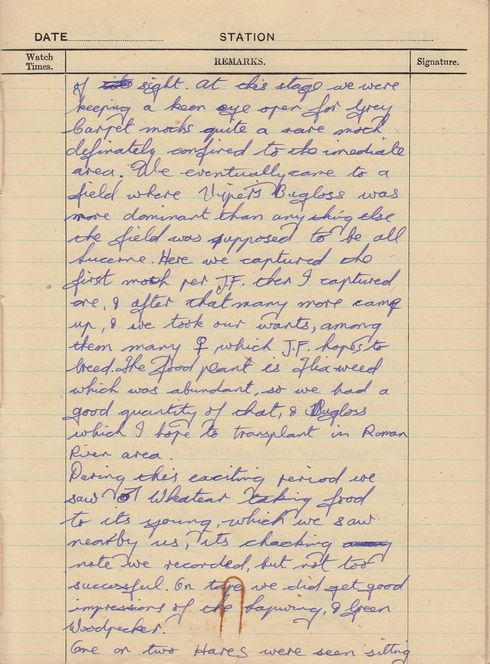 DATE STATION
Watch Times. REMARKS. Signature.
of sight. At this stage we were
keeping a keen eye open for Grey
Carpet moths quite a rare moth
definately confired to the imediate
area. We eventually came to a
field where Viper's Bugloss was
more dominant than any thing else
the field was supposed to be all
Lucerne. Here we captured the
first moth per J.F. then I captured
one, & after that many more came
up, & we took our wants, among
them many ♀ which J.F. hopes to
breed. The food plant is Flixweed
which was abundant, so we had a
good quantity of that, & Bugloss
which I hope to transplant in Roman
River area.
During this exciting period we
saw Wheatear taking food
to its young, which we saw
nearby us, its chacking
note we recorded, but not too
successful. On tape we did get good
impressions of the Lapwing, & Green
Woodpecker.
One or two Hares were seen sitting